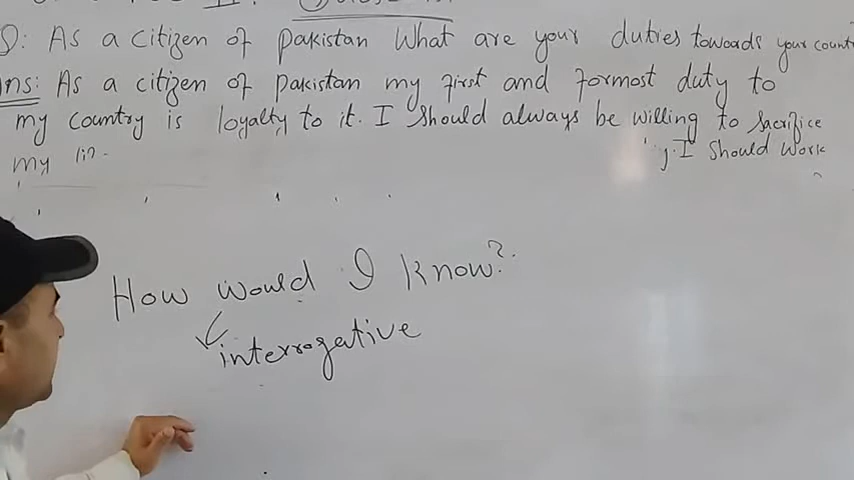 Q: As a citizen of Pakistan What are your duties towards your
Ans: As a citizen of Pakistan my first and formost duty to
my country is loyalty to it. I should always be willing to sacrifice
my I should work
How would I know?
interrogative